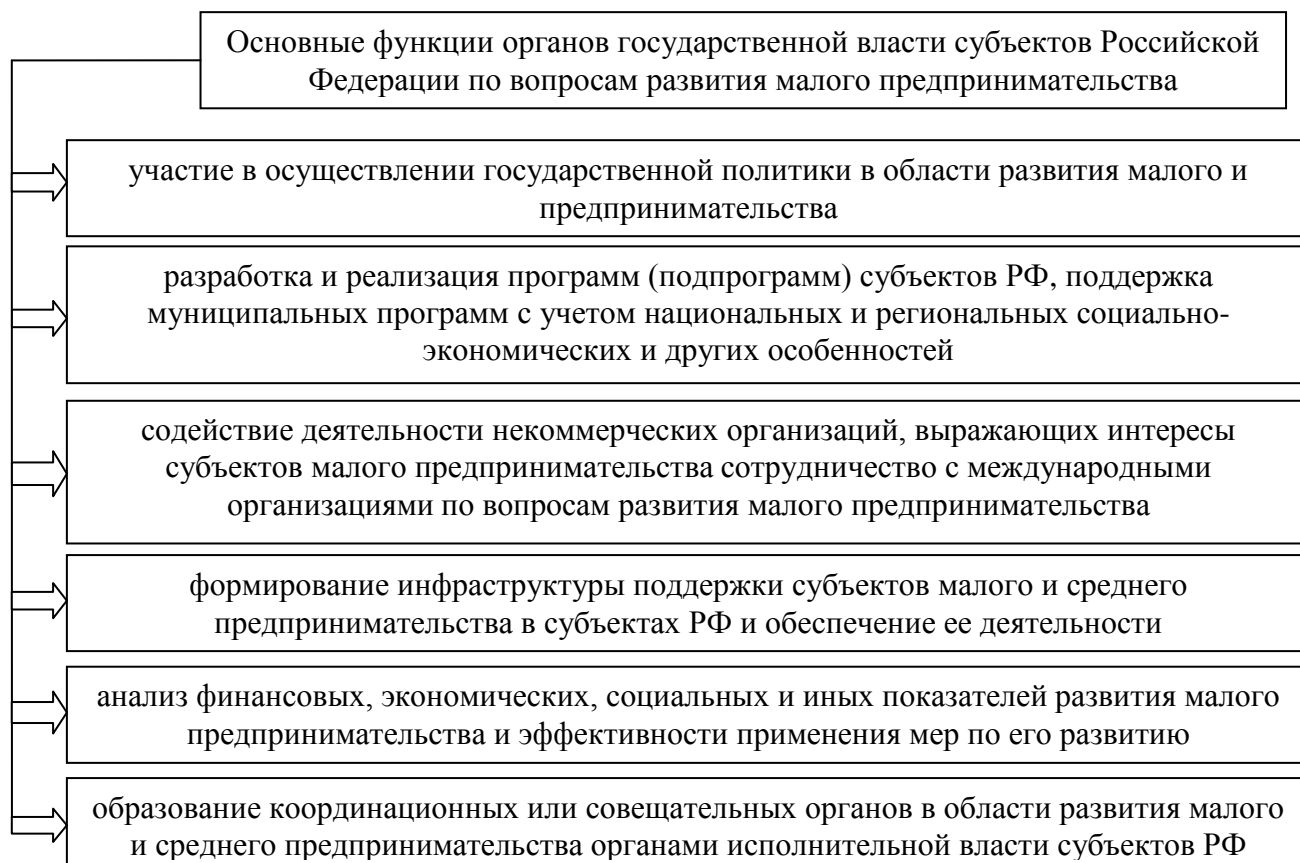 Основные функции органов государственной власти субъектов Российской
Федерации по вопросам развития малого предпринимательства
участие в осуществлении государственной политики в области развития малого и
предпринимательства
разработка и реализация программ (подпрограмм) субъектов РФ, поддержка
муниципальных программ с учетом национальных и региональных социально-
экономических и других особенностей
содействие деятельности некоммерческих организаций, выражающих интересы
субъектов малого предпринимательства сотрудничество с международными
организациями по вопросам развития малого предпринимательства
формирование инфраструктуры поддержки субъектов малого и среднего
предпринимательства в субъектах РФ и обеспечение ее деятельности
анализ финансовых, экономических, социальных и иных показателей развития малого
предпринимательства и эффективности применения мер по его развитию
образование координационных или совещательных органов в области развития малого
и среднего предпринимательства органами исполнительной власти субъектов РФ